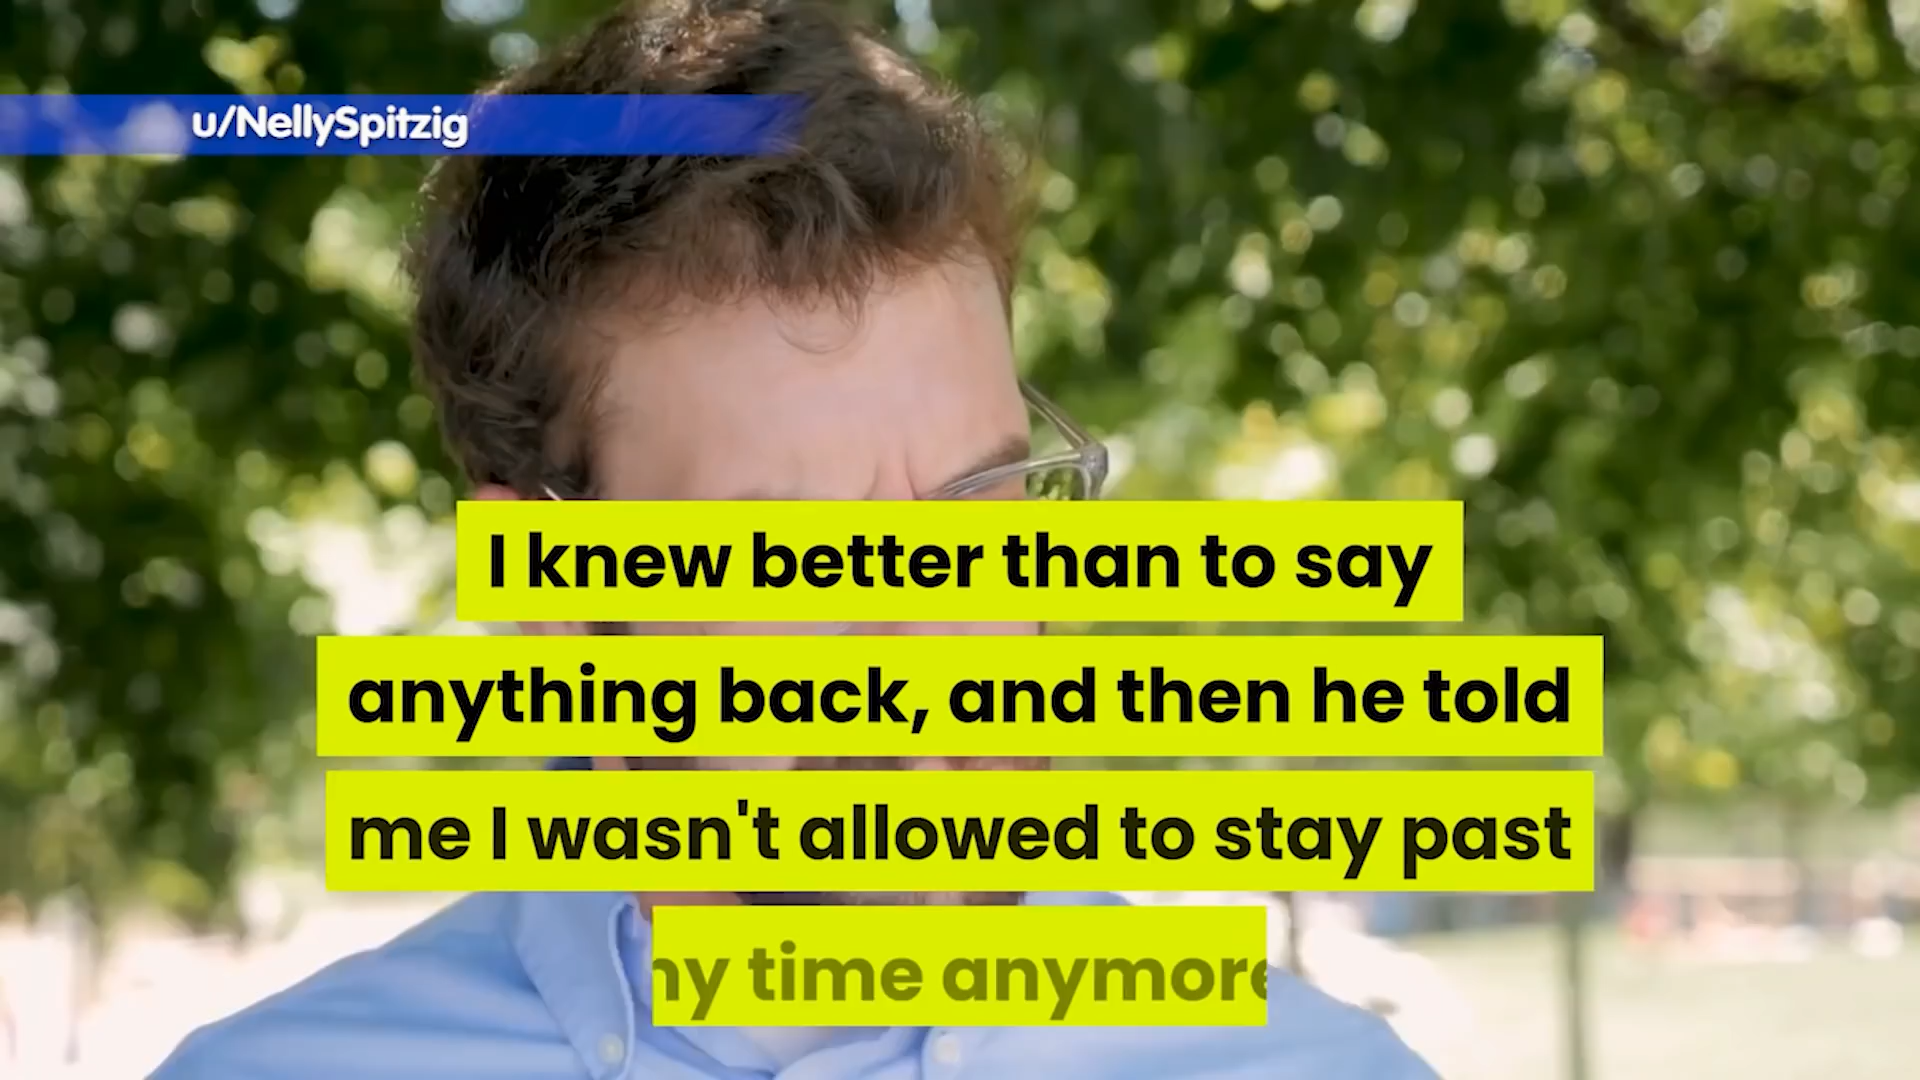 u/NellySpitzig
I knew better than to say
anything back, and then he told
me I wasn't allowed to stay past
time anymore